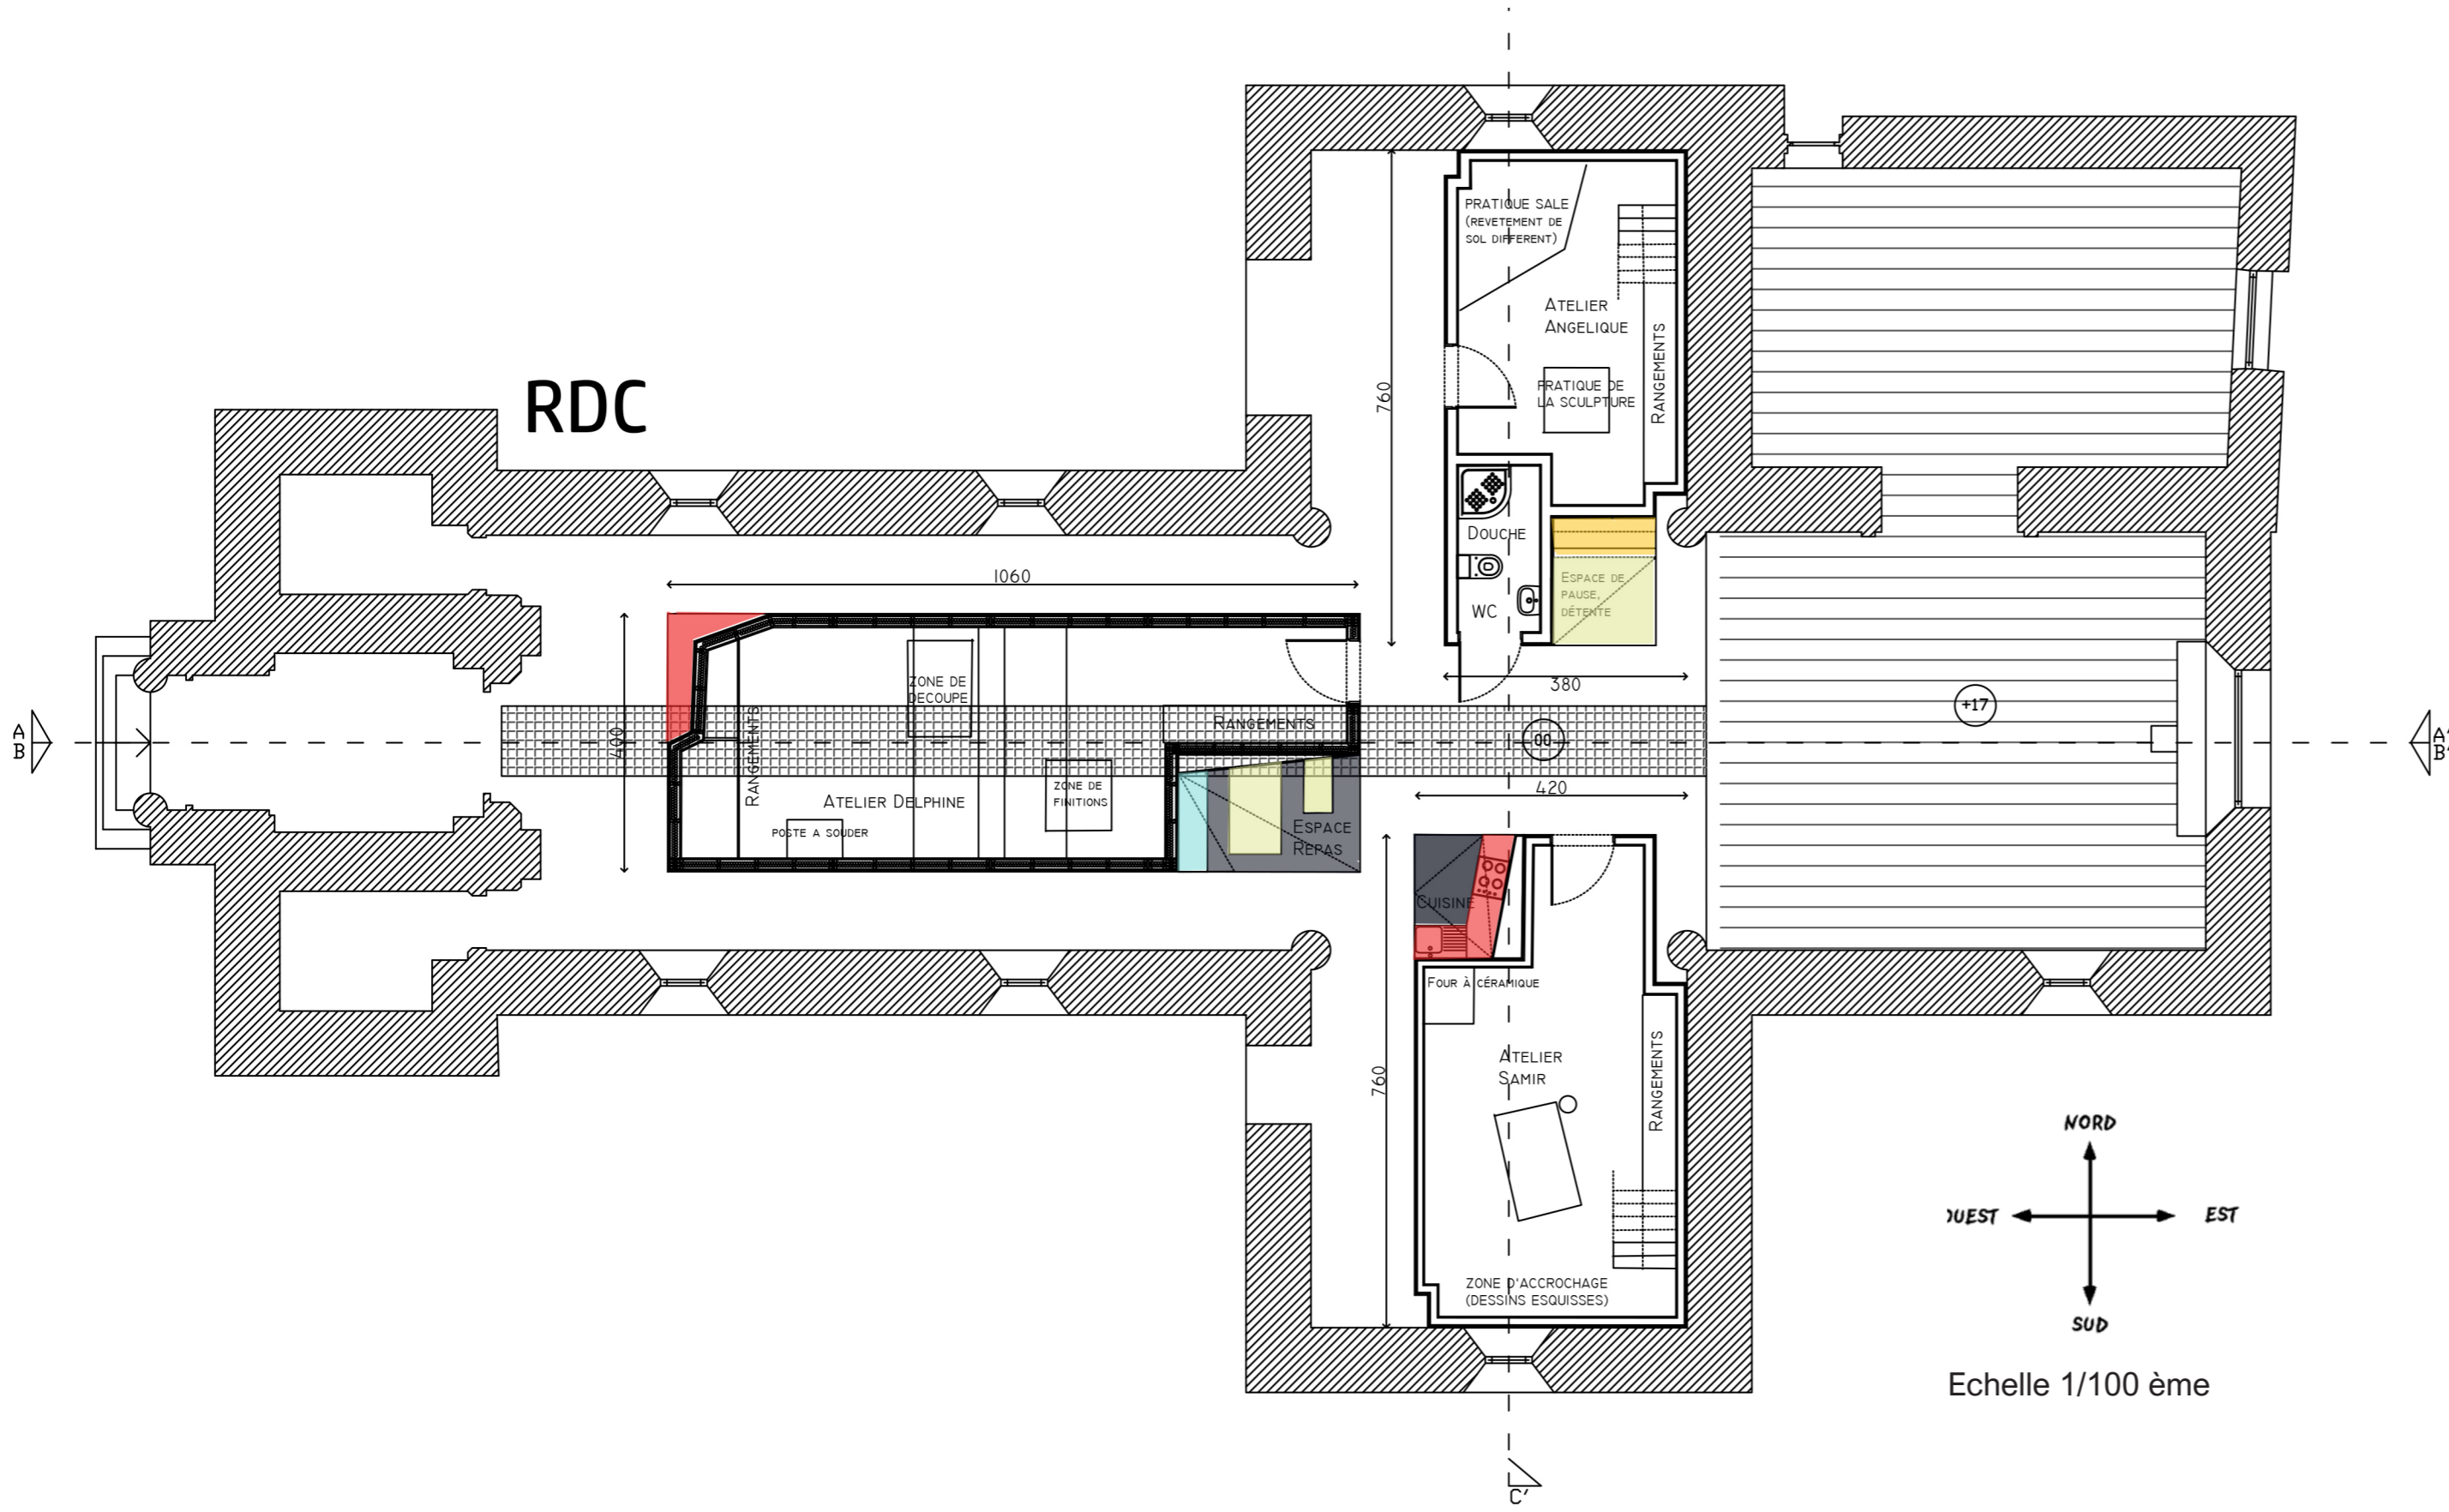 RDC
PRATIQUE SALE
(REVETEMENT DE
SOL DIFFERENT)
ATELIER
ANGELIQUE
RANGEMENTS
760
PRATIQUE DE
LA SCULPTURE
DOUCHE
WC
ESPACE DE
PAUSE,
DÉTENTE
1060
380
400
ZONE DE
DECOUPE
RANGEMENTS
RANGEMENTS
ATELIER DELPHINE
ZONE DE
FINITIONS
POSTE A SOUDER
ESPACE
REPAS
A
B
00
+17
A'
B'
420
CUISINE
FOUR À CÉRAMIQUE
ATELIER
SAMIR
RANGEMENTS
760
ZONE D'ACCROCHAGE
(DESSINS ESQUISSES)
C'
NORD
OUEST
EST
SUD
Echelle 1/100 ème